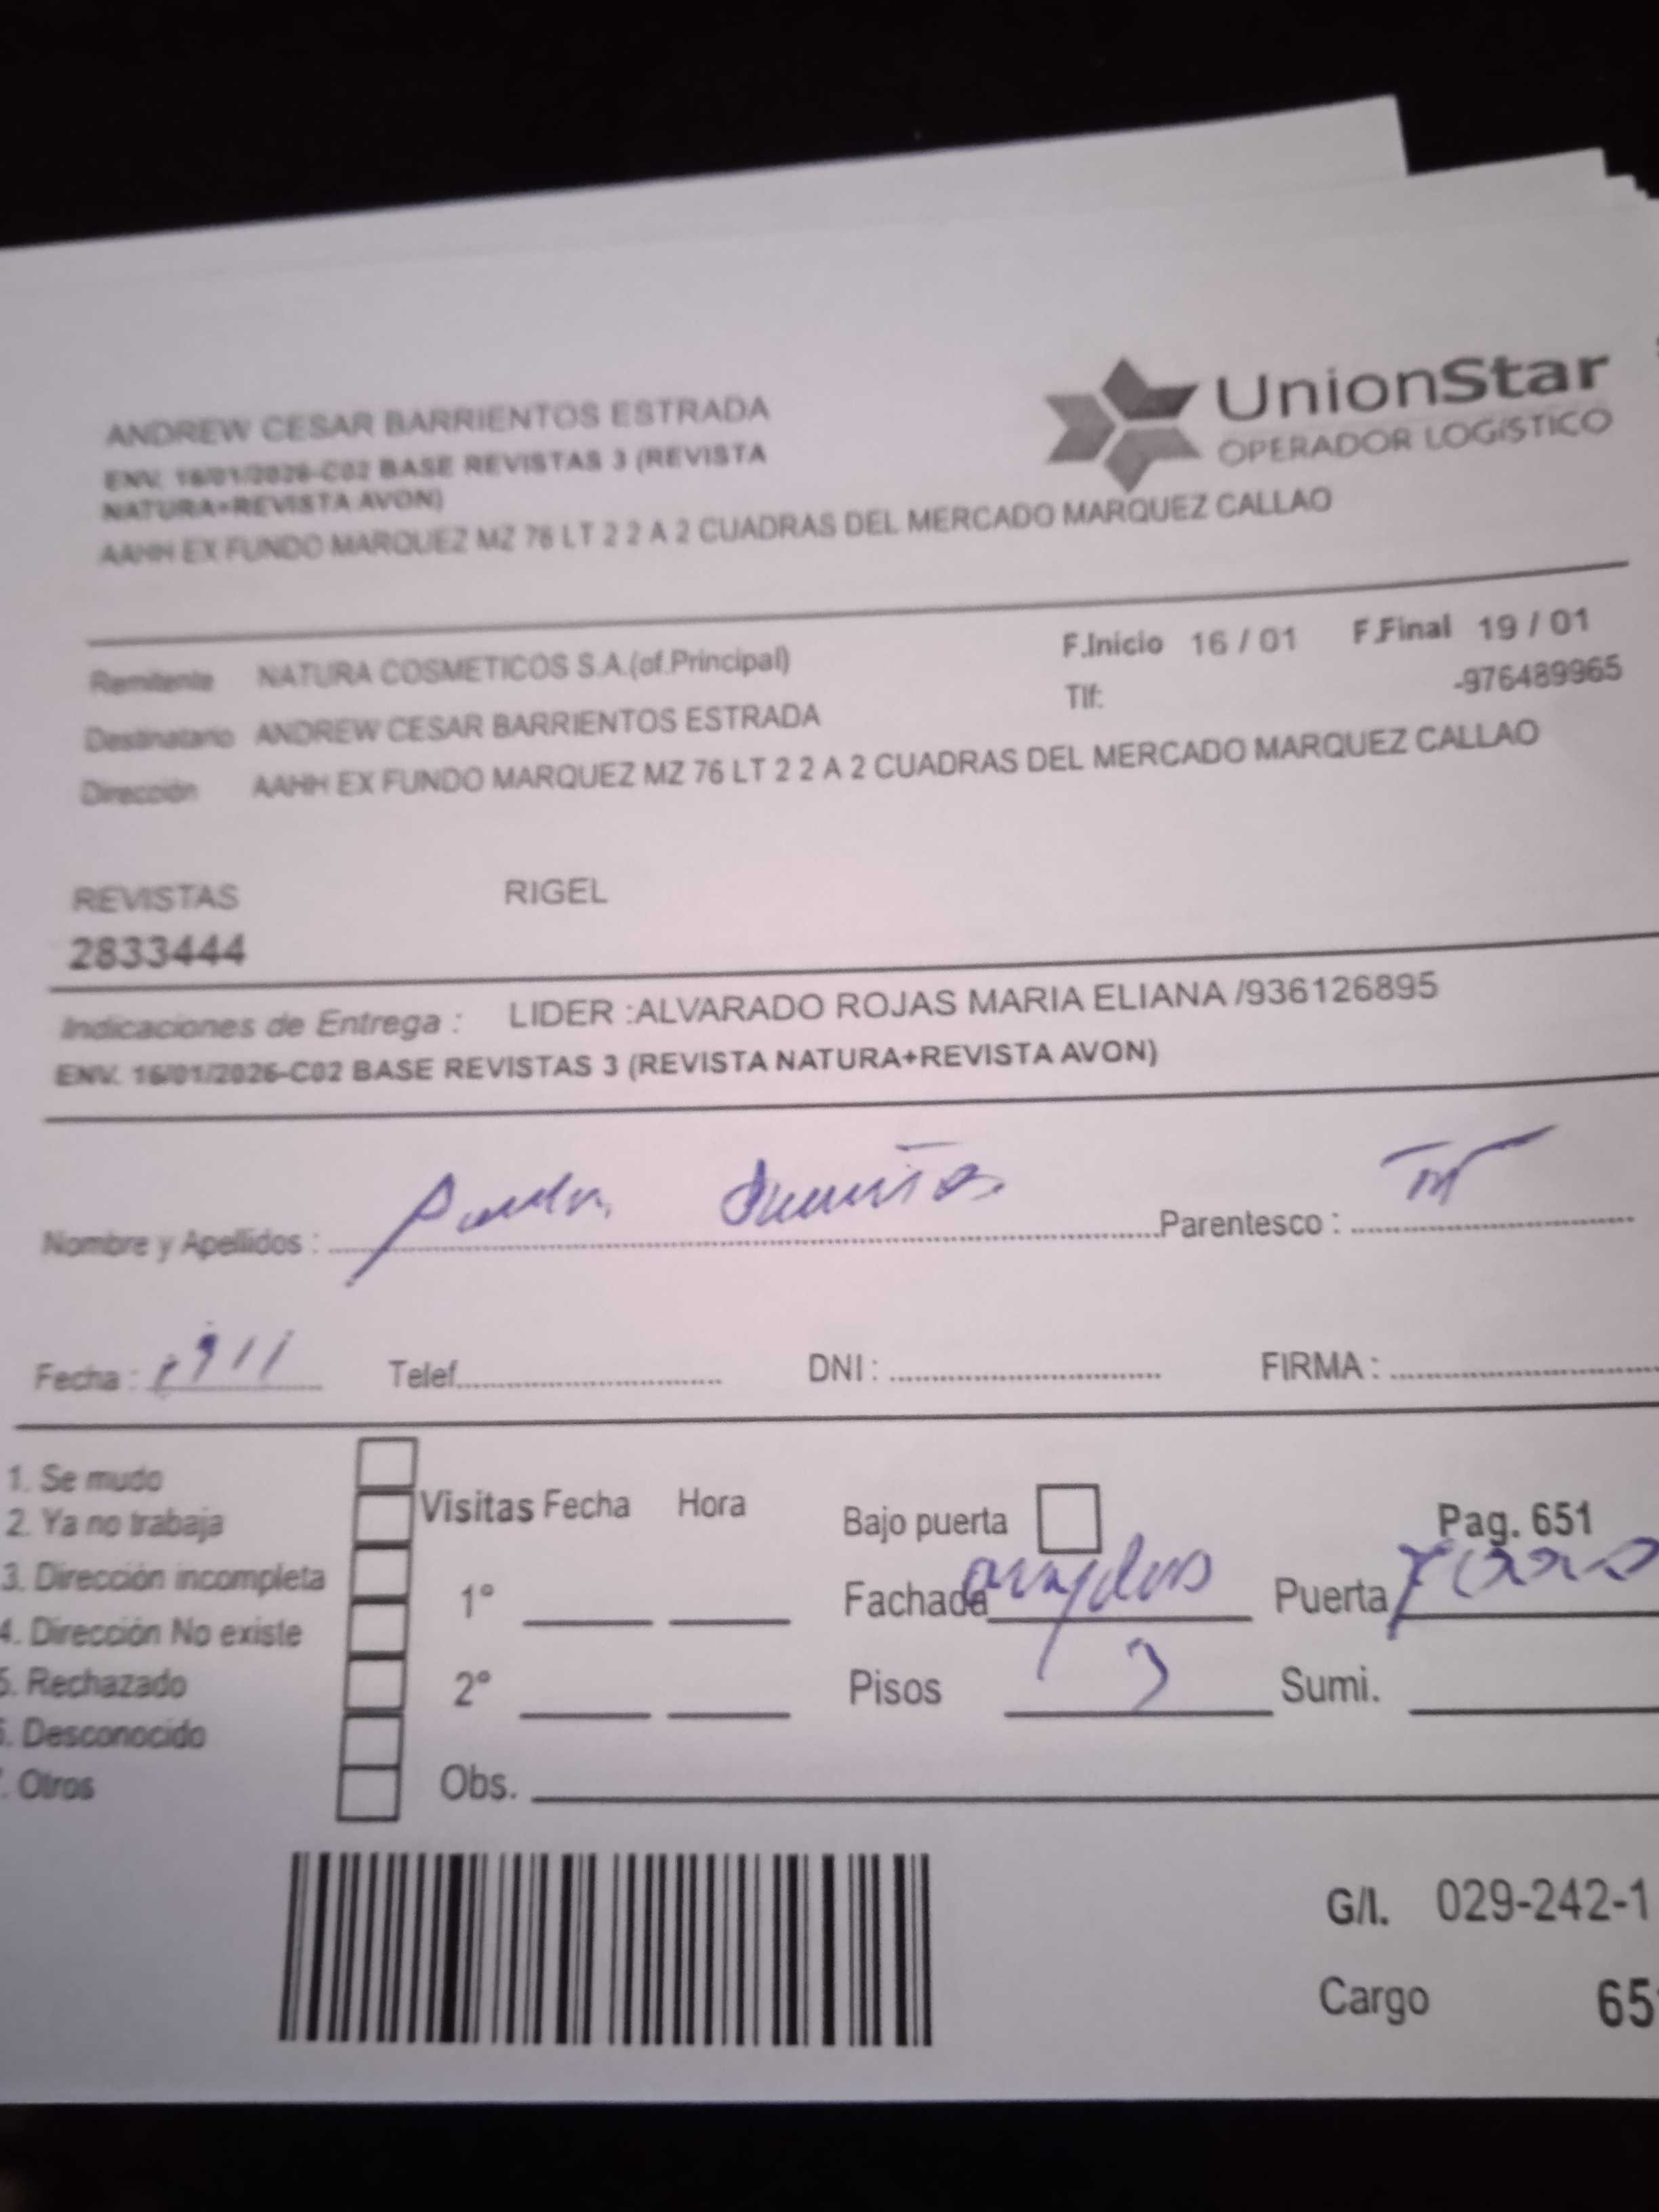 ANDREW CESAR BARRIENTOS ESTRADA
ENV. 16/01/2026-C02 BASE REVISTAS 3 (REVISTA
NATURA+REVISTA AVON)
AAHH EX FUNDO MARQUEZ MZ 76 LT 2 2 A 2 CUADRAS DEL MERCADO MARQUEZ CALLAO
UnionStar
OPERADOR LOGíSTICO
Remitente NATURA COSMETICOS S.A.(of.Principal) F.Inicio 16 / 01 F.Final 19 / 01
Destinatario ANDREW CESAR BARRIENTOS ESTRADA Tlf: -976489965
Dirección AAHH EX FUNDO MARQUEZ MZ 76 LT 2 2 A 2 CUADRAS DEL MERCADO MARQUEZ CALLAO
REVISTAS RIGEL
2833444
Indicaciones de Entrega : LIDER :ALVARADO ROJAS MARIA ELIANA /936126895
ENV. 16/01/2026-C02 BASE REVISTAS 3 (REVISTA NATURA+REVISTA AVON)
Nombre y Apellidos : Parentesco :
Fecha : Telef. DNI : FIRMA :
1. Se mudo
2. Ya no trabaja
3. Dirección incompleta
4. Dirección No existe
5. Rechazado
6. Desconocido
. Otros
Visitas Fecha Hora
1°
2°
Obs.
Bajo puerta Pag. 651
Fachada Puerta
Pisos Sumi.
G/I. 029-242-1
Cargo 65